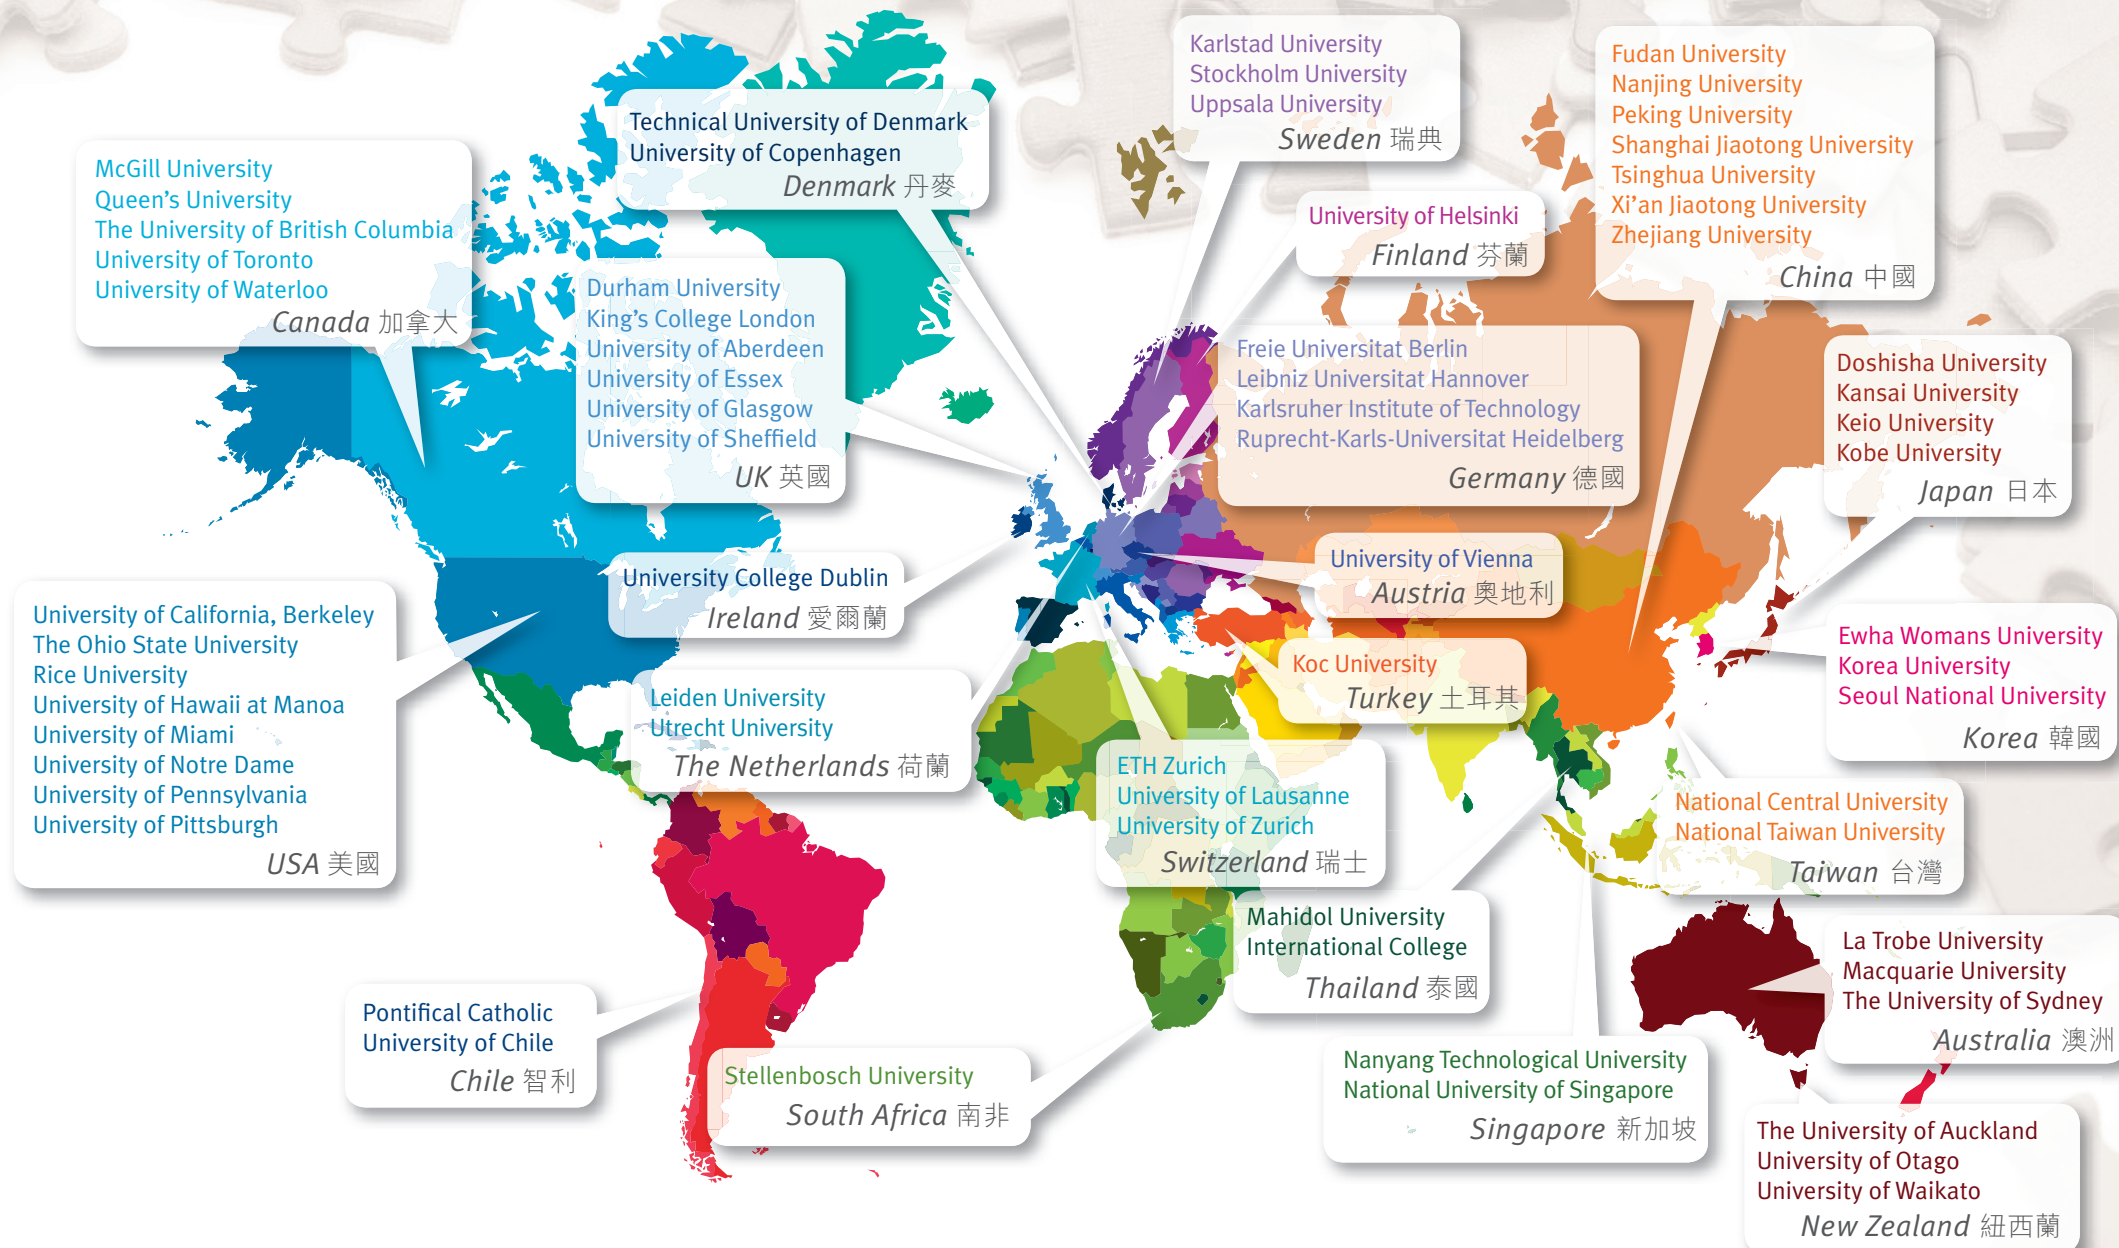 McGill University
Queen's University
The University of British Columbia
University of Toronto
University of Waterloo
Canada 加拿大
Technical University of Denmark
University of Copenhagen
Denmark 丹麥
Karlstad University
Stockholm University
Uppsala University
Sweden 瑞典
University of Helsinki
Finland 芬蘭
Fudan University
Nanjing University
Peking University
Shanghai Jiaotong University
Tsinghua University
Xi'an Jiaotong University
Zhejiang University
China 中國
Durham University
King's College London
University of Aberdeen
University of Essex
University of Glasgow
University of Sheffield
UK 英國
Freie Universitat Berlin
Leibniz Universitat Hannover
Karlsruher Institute of Technology
Ruprecht-Karls-Universitat Heidelberg
Germany 德國
Doshisha University
Kansai University
Keio University
Kobe University
Japan 日本
University College Dublin
Ireland 愛爾蘭
University of Vienna
Austria 奧地利
University of California, Berkeley
The Ohio State University
Rice University
University of Hawaii at Manoa
University of Miami
University of Notre Dame
University of Pennsylvania
University of Pittsburgh
USA 美國
Leiden University
Utrecht University
The Netherlands 荷蘭
Koc University
Turkey 土耳其
Ewha Womans University
Korea University
Seoul National University
Korea 韓國
ETH Zurich
University of Lausanne
University of Zurich
Switzerland 瑞士
National Central University
National Taiwan University
Taiwan 台灣
Mahidol University
International College
Thailand 泰國
La Trobe University
Macquarie University
The University of Sydney
Australia 澳洲
Pontifical Catholic
University of Chile
Chile 智利
Stellenbosch University
South Africa 南非
Nanyang Technological University
National University of Singapore
Singapore 新加坡
The University of Auckland
University of Otago
University of Waikato
New Zealand 紐西蘭